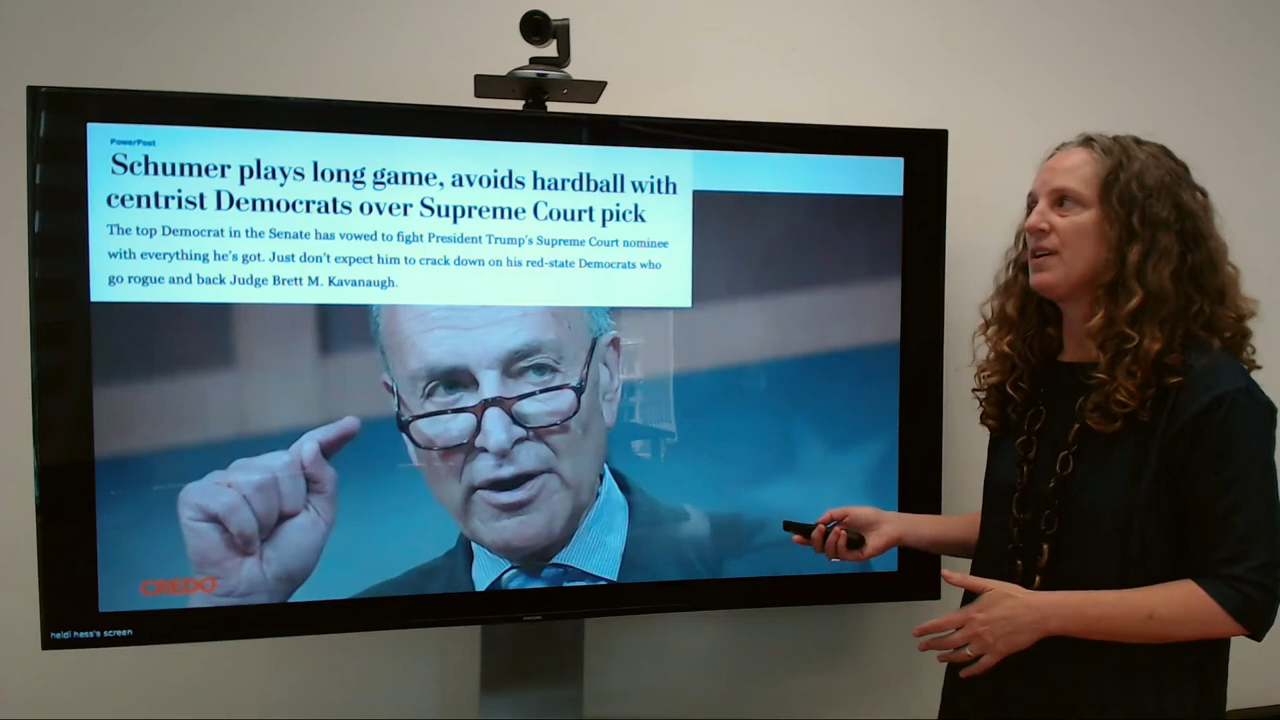 PowerPost
Schumer plays long game, avoids hardball with
centrist Democrats over Supreme Court pick
The top Democrat in the Senate has vowed to fight President Trump's Supreme Court nominee
with everything he's got. Just don't expect him to crack down on his red-state Democrats who
go rogue and back Judge Brett M. Kavanaugh.
CREDO
heidi hess's screen
SAMSUNG